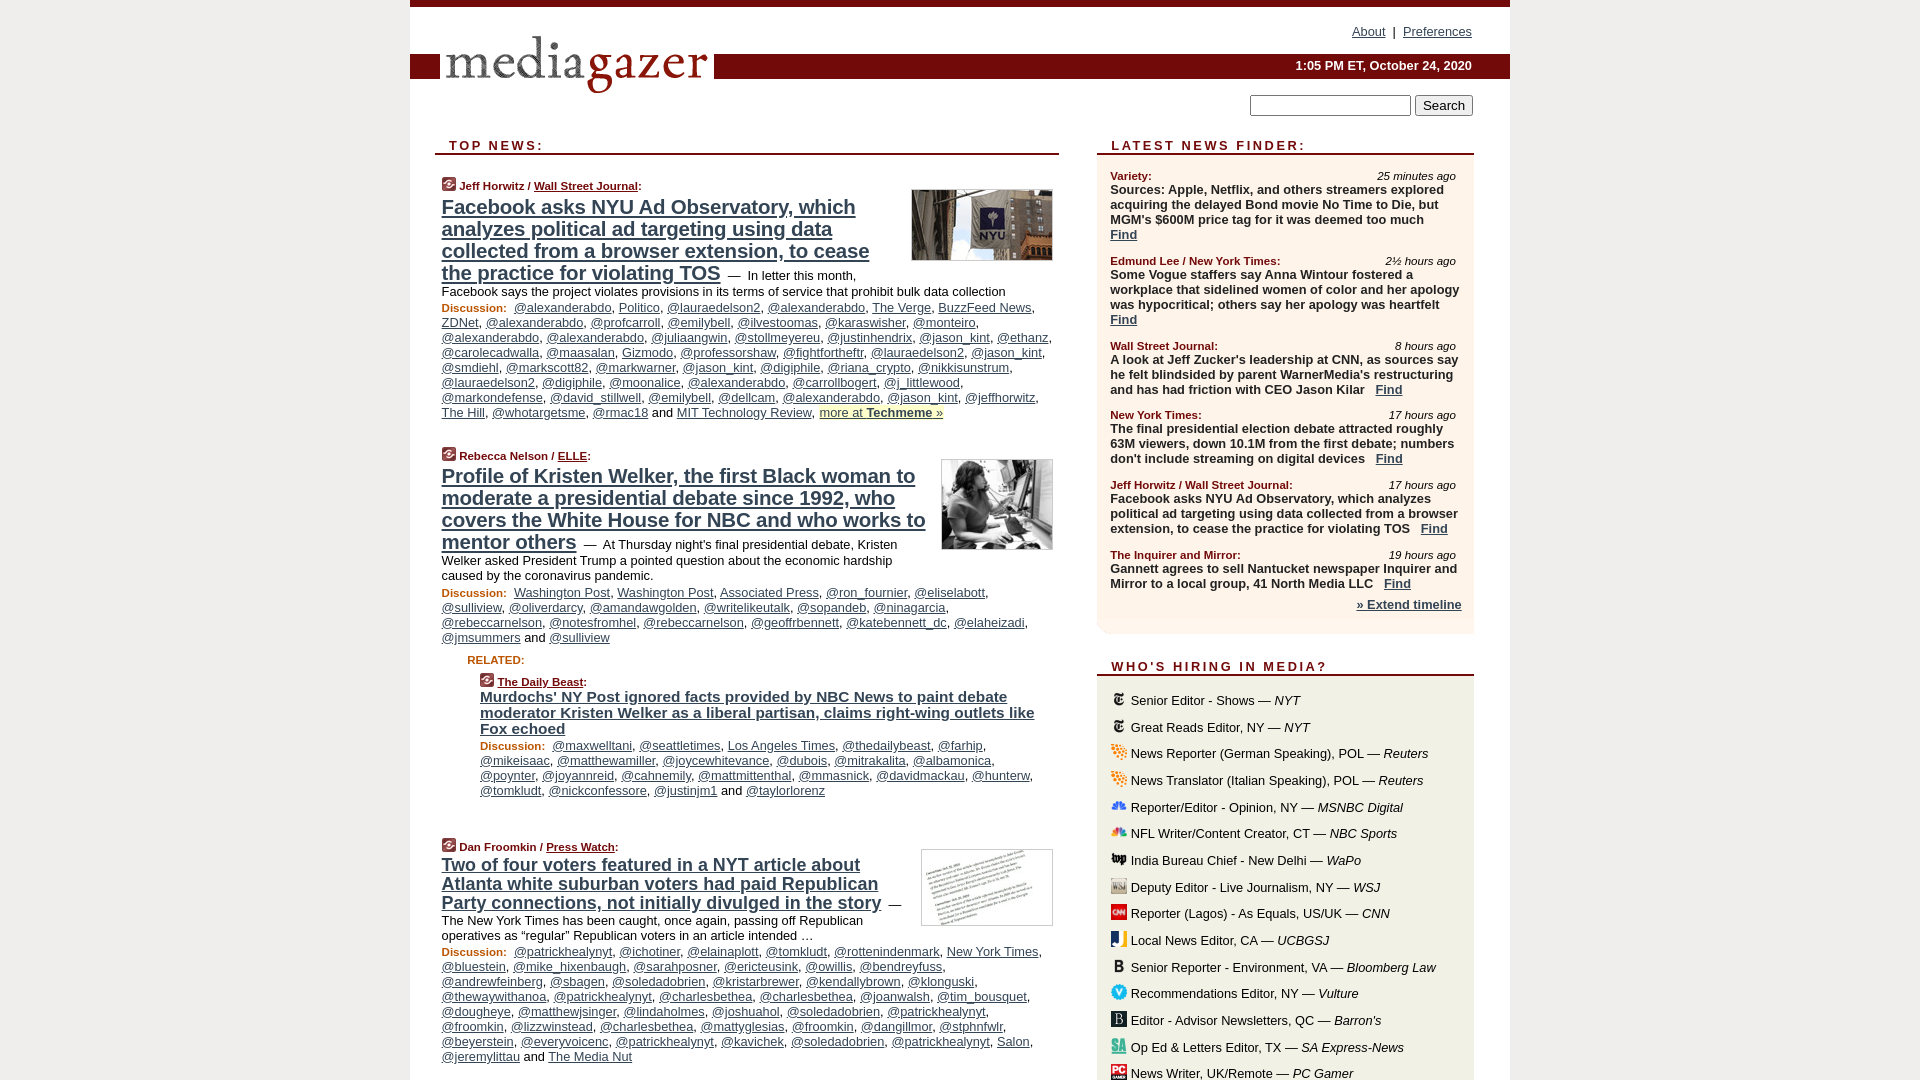 About | Preferences
mediagazer
1:05 PM ET, October 24, 2020
Search
TOP NEWS:
Jeff Horwitz / Wall Street Journal:
Facebook asks NYU Ad Observatory, which
analyzes political ad targeting using data
collected from a browser extension, to cease
the practice for violating TOS — In letter this month,
Facebook says the project violates provisions in its terms of service that prohibit bulk data collection
Discussion: @alexanderabdo, Politico, @lauraedelson2, @alexanderabdo, The Verge, BuzzFeed News,
ZDNet, @alexanderabdo, @profcarroll, @emilybell, @ilvestoomas, @karaswisher, @monteiro,
@alexanderabdo, @alexanderabdo, @juliaangwin, @stollmeyereu, @justinhendrix, @jason_kint, @ethanz,
@carolecadwalla, @maasalan, Gizmodo, @professorshaw, @fightfortheftr, @lauraedelson2, @jason_kint,
@smdiehl, @markscott82, @markwarner, @jason_kint, @digiphile, @riana_crypto, @nikkisunstrum,
@lauraedelson2, @digiphile, @moonalice, @alexanderabdo, @carrollbogert, @j_littlewood,
@markondefense, @david_stillwell, @emilybell, @dellcam, @alexanderabdo, @jason_kint, @jeffhorwitz,
The Hill, @whotargetsme, @rmac18 and MIT Technology Review, more at Techmeme »
NYU
Rebecca Nelson / ELLE:
Profile of Kristen Welker, the first Black woman to
moderate a presidential debate since 1992, who
covers the White House for NBC and who works to
mentor others — At Thursday night's final presidential debate, Kristen
Welker asked President Trump a pointed question about the economic hardship
caused by the coronavirus pandemic.
Discussion: Washington Post, Washington Post, Associated Press, @ron_fournier, @eliselabott,
@sulliview, @oliverdarcy, @amandawgolden, @writelikeutalk, @sopandeb, @ninagarcia,
@rebeccarnelson, @notesfromhel, @rebeccarnelson, @geoffrbennett, @katebennett_dc, @elaheizadi,
@jmsummers and @sulliview
RELATED:
The Daily Beast:
Murdochs' NY Post ignored facts provided by NBC News to paint debate
moderator Kristen Welker as a liberal partisan, claims right-wing outlets like
Fox echoed
Discussion: @maxwelltani, @seattletimes, Los Angeles Times, @thedailybeast, @farhip,
@mikeisaac, @matthewamiller, @joycewhitevance, @dubois, @mitrakalita, @albamonica,
@poynter, @joyannreid, @cahnemily, @mattmittenthal, @mmasnick, @davidmackau, @hunterw,
@tomkludt, @nickconfessore, @justinjm1 and @taylorlorenz
Dan Froomkin / Press Watch:
Two of four voters featured in a NYT article about
Atlanta white suburban voters had paid Republican
Party connections, not initially divulged in the story —
The New York Times has been caught, once again, passing off Republican
operatives as “regular” Republican voters in an article intended …
Discussion: @patrickhealynyt, @ichotiner, @elainaplott, @tomkludt, @rottenindenmark, New York Times,
@bluestein, @mike_hixenbaugh, @sarahposner, @ericteusink, @owillis, @bendreyfuss,
@andrewfeinberg, @sbagen, @soledadobrien, @kristarbrewer, @kendallybrown, @klonguski,
@thewaywithanoa, @patrickhealynyt, @charlesbethea, @charlesbethea, @joanwalsh, @tim_bousquet,
@dougheye, @matthewjsinger, @lindaholmes, @joshuahol, @soledadobrien, @patrickhealynyt,
@froomkin, @lizzwinstead, @charlesbethea, @mattyglesias, @froomkin, @dangillmor, @stphnfwlr,
@beyerstein, @everyvoicenc, @patrickhealynyt, @kavichek, @soledadobrien, @patrickhealynyt, Salon,
@jeremylittau and The Media Nut
LATEST NEWS FINDER:
Variety: 25 minutes ago
Sources: Apple, Netflix, and others streamers explored
acquiring the delayed Bond movie No Time to Die, but
MGM's $600M price tag for it was deemed too much
Find
Edmund Lee / New York Times: 2½ hours ago
Some Vogue staffers say Anna Wintour fostered a
workplace that sidelined women of color and her apology
was hypocritical; others say her apology was heartfelt
Find
Wall Street Journal: 8 hours ago
A look at Jeff Zucker's leadership at CNN, as sources say
he felt blindsided by parent WarnerMedia's restructuring
and has had friction with CEO Jason Kilar Find
New York Times: 17 hours ago
The final presidential election debate attracted roughly
63M viewers, down 10.1M from the first debate; numbers
don't include streaming on digital devices Find
Jeff Horwitz / Wall Street Journal: 17 hours ago
Facebook asks NYU Ad Observatory, which analyzes
political ad targeting using data collected from a browser
extension, to cease the practice for violating TOS Find
The Inquirer and Mirror: 19 hours ago
Gannett agrees to sell Nantucket newspaper Inquirer and
Mirror to a local group, 41 North Media LLC Find
» Extend timeline
WHO'S HIRING IN MEDIA?
Senior Editor - Shows — NYT
Great Reads Editor, NY — NYT
News Reporter (German Speaking), POL — Reuters
News Translator (Italian Speaking), POL — Reuters
Reporter/Editor - Opinion, NY — MSNBC Digital
NFL Writer/Content Creator, CT — NBC Sports
India Bureau Chief - New Delhi — WaPo
Deputy Editor - Live Journalism, NY — WSJ
Reporter (Lagos) - As Equals, US/UK — CNN
Local News Editor, CA — UCBGSJ
Senior Reporter - Environment, VA — Bloomberg Law
Recommendations Editor, NY — Vulture
Editor - Advisor Newsletters, QC — Barron's
Op Ed & Letters Editor, TX — SA Express-News
News Writer, UK/Remote — PC Gamer